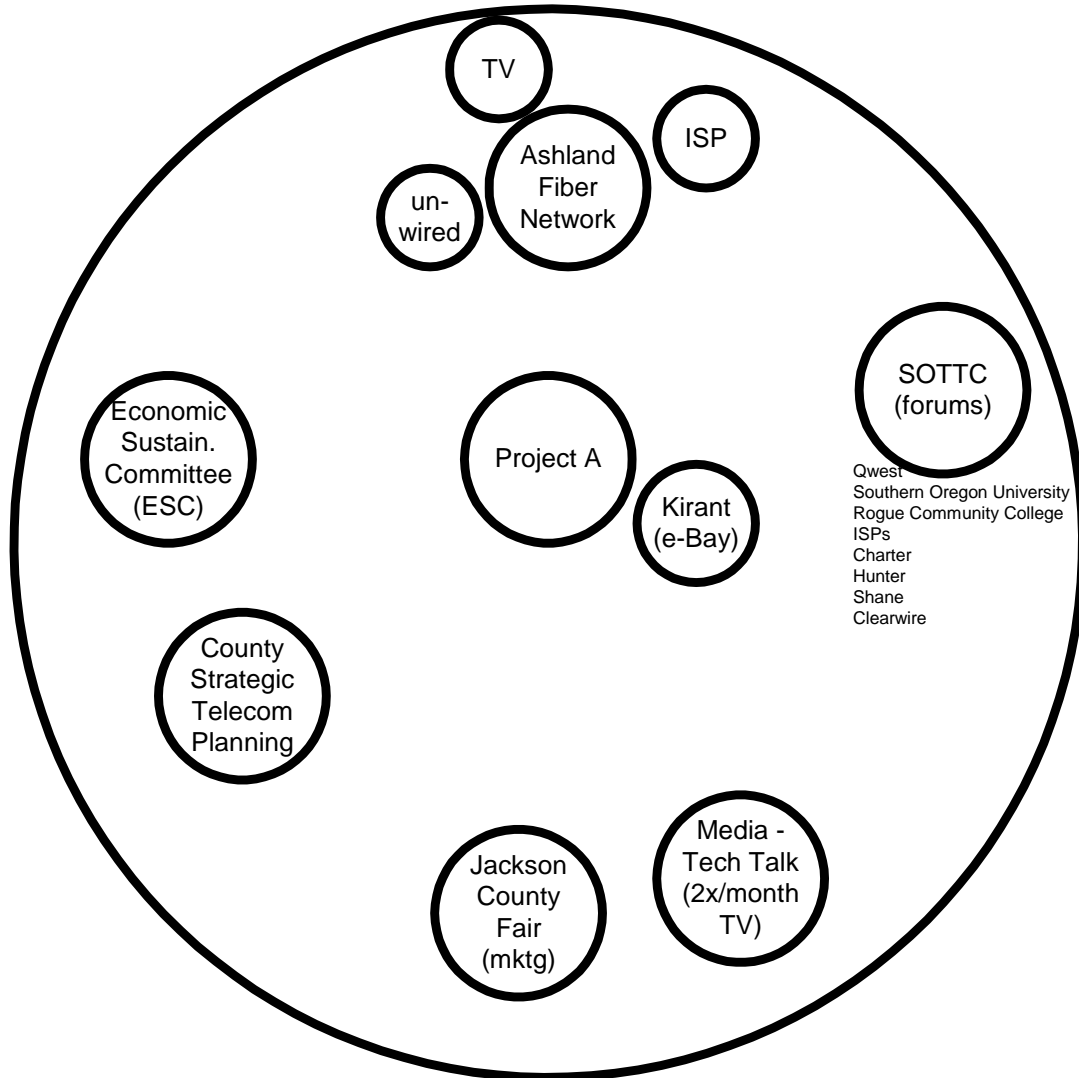 TV
ISP
Ashland
Fiber
Network
un-
wired
SOTTC
(forums)
Qwest
Southern Oregon University
Rogue Community College
ISPs
Charter
Hunter
Shane
Clearwire
Economic
Sustain.
Committee
(ESC)
Project A
Kirant
(e-Bay)
County
Strategic
Telecom
Planning
Media -
Tech Talk
(2x/month
TV)
Jackson
County
Fair
(mktg)